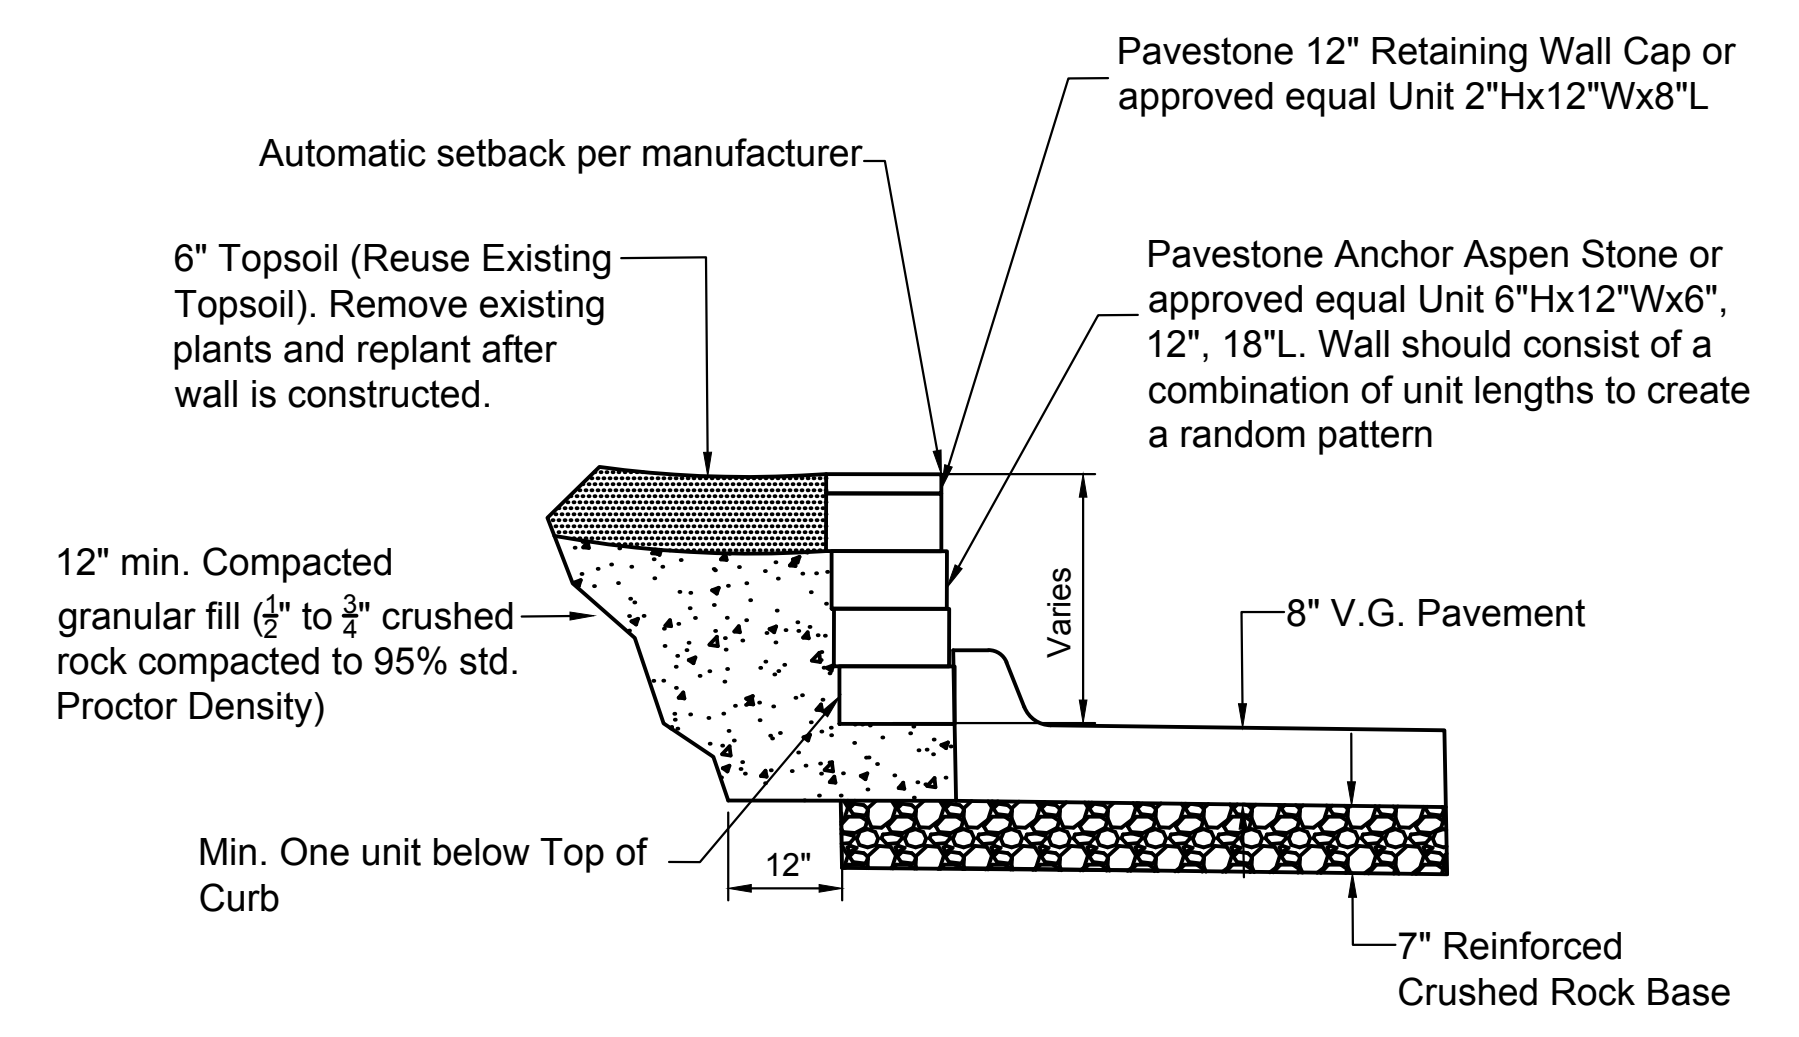 Pavestone 12" Retaining Wall Cap or
approved equal Unit 2"Hx12"Wx8"L
Automatic setback per manufacturer
6" Topsoil (Reuse Existing
Topsoil). Remove existing
plants and replant after
wall is constructed.
Pavestone Anchor Aspen Stone or
approved equal Unit 6"Hx12"Wx6",
12", 18"L. Wall should consist of a
combination of unit lengths to create
a random pattern
12" min. Compacted
granular fill (1/2" to 3/4" crushed
rock compacted to 95% std.
Proctor Density)
Varies
8" V.G. Pavement
Min. One unit below Top of
Curb
12"
7" Reinforced
Crushed Rock Base